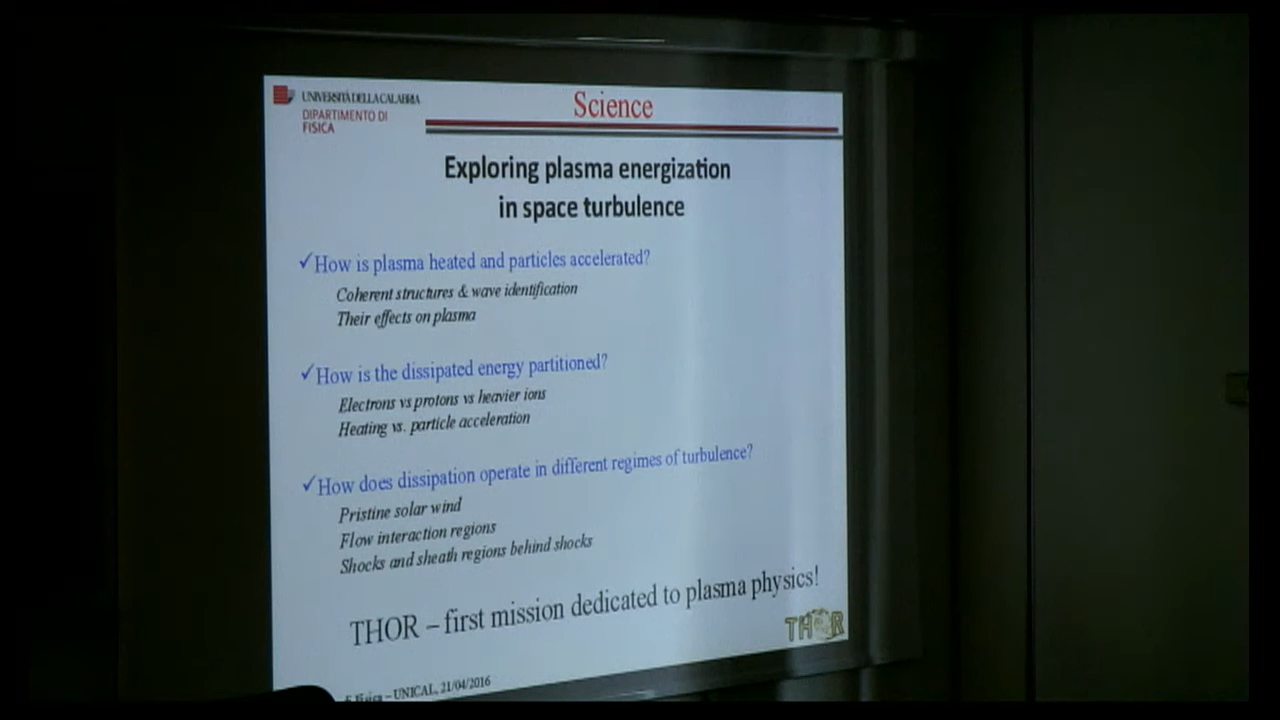 UNIVERSITÀ DELLA CALABRIA
DIPARTIMENTO DI
FISICA
Science
Exploring plasma energization
in space turbulence
✓How is plasma heated and particles accelerated?
Coherent structures & wave identification
Their effects on plasma
✓How is the dissipated energy partitioned?
Electrons vs protons vs heavier ions
Heating vs. particle acceleration
✓How does dissipation operate in different regimes of turbulence?
Pristine solar wind
Flow interaction regions
Shocks and sheath regions behind shocks
THOR – first mission dedicated to plasma physics!
THOR
– UNICAL, 21/04/2016